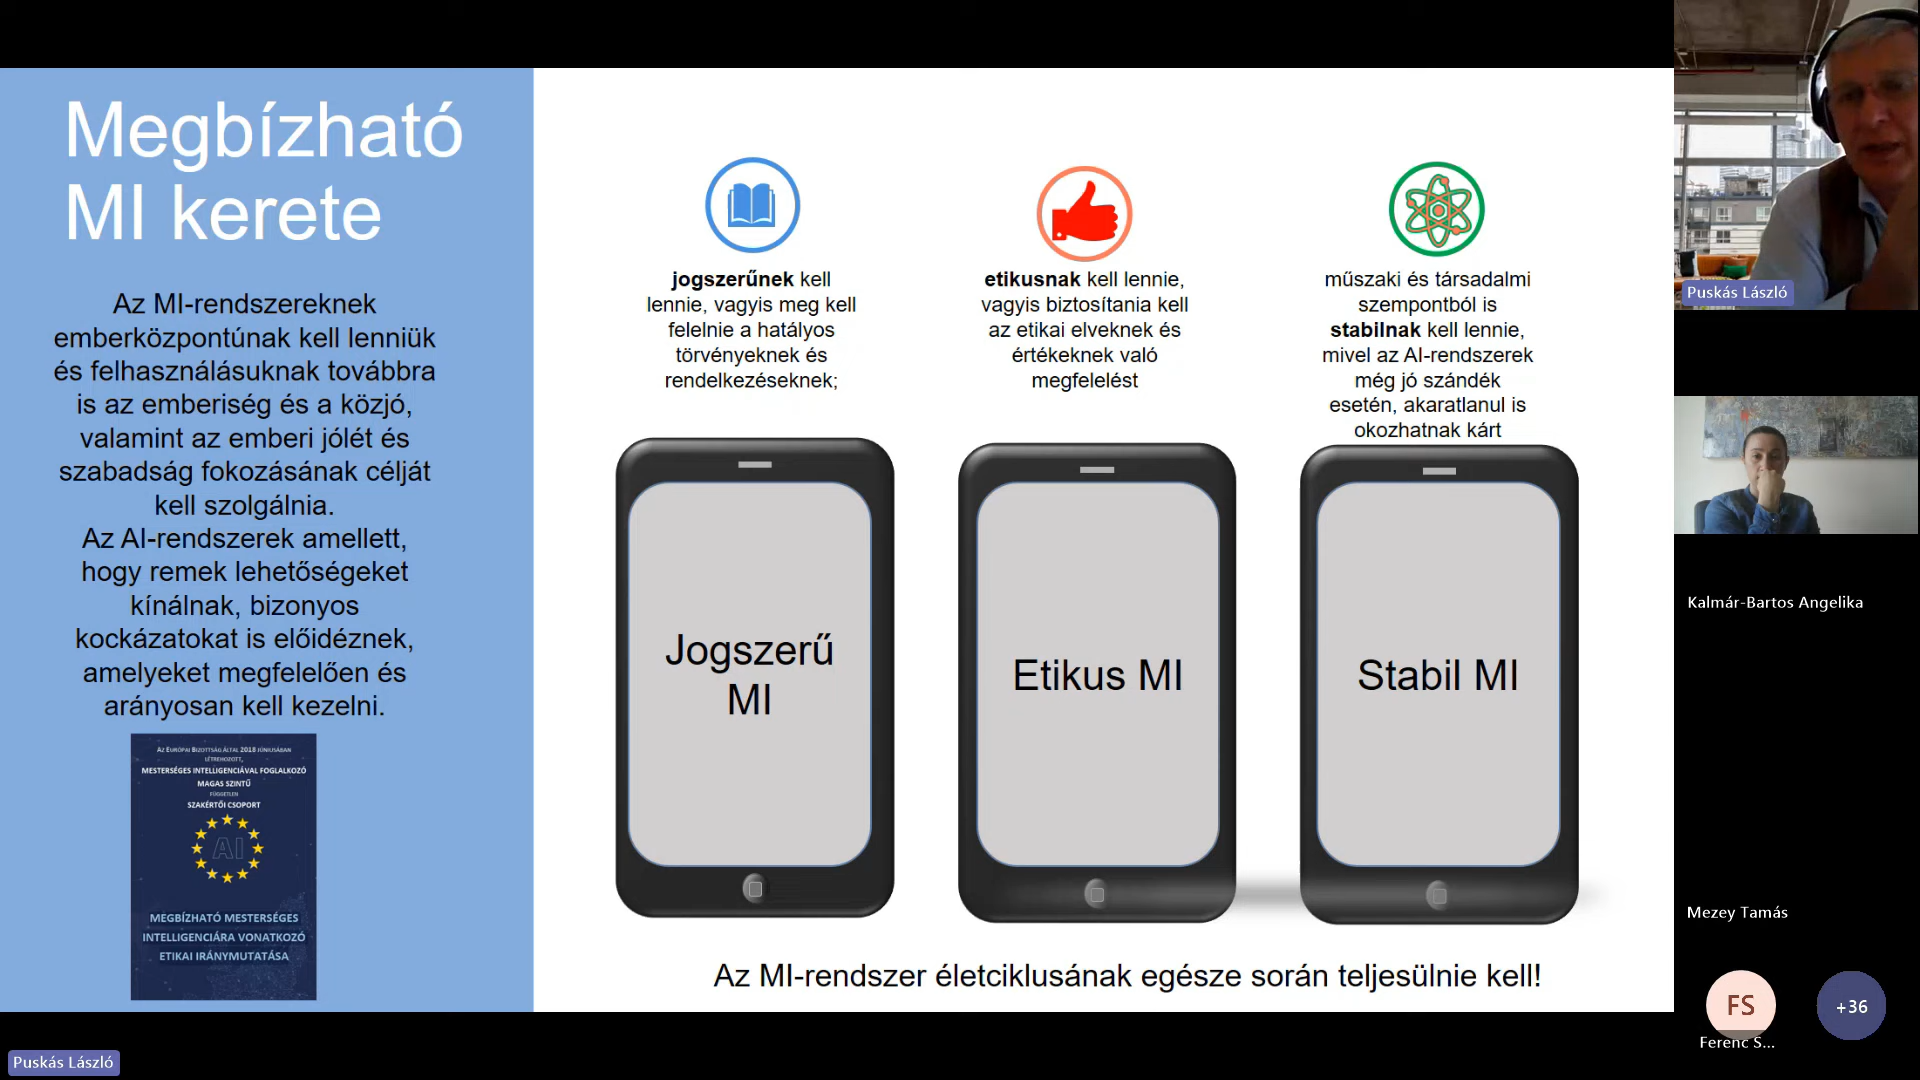 Megbízható
MI kerete
Az MI-rendszereknek
emberközpontúnak kell lenniük
és felhasználásuknak továbbra
is az emberiség és a közjó,
valamint az emberi jólét és
szabadság fokozásának célját
kell szolgálnia.
Az AI-rendszerek amellett,
hogy remek lehetőségeket
kínálnak, bizonyos
kockázatokat is előidéznek,
amelyeket megfelelően és
arányosan kell kezelni.
Az Európai Bizottság által 2018 júniusában
létrehozott,
mesterséges intelligenciával foglalkozó
magas szintű
független
szakértői csoport
AI
MEGBÍZHATÓ MESTERSÉGES
INTELLIGENCIÁRA VONATKOZÓ
ETIKAI IRÁNYMUTATÁSA
jogszerűnek kell
lennie, vagyis meg kell
felelnie a hatályos
törvényeknek és
rendelkezéseknek;
Jogszerű
MI
etikusnak kell lennie,
vagyis biztosítania kell
az etikai elveknek és
értékeknek való
megfelelést
Etikus MI
műszaki és társadalmi
szempontból is
stabilnak kell lennie,
mivel az AI-rendszerek
még jó szándék
esetén, akaratlanul is
okozhatnak kárt
Stabil MI
Az MI-rendszer életciklusának egésze során teljesülnie kell!
Puskás László
Kalmár-Bartos Angelika
Mezey Tamás
FS
+36
Ferenc S...
Puskás László